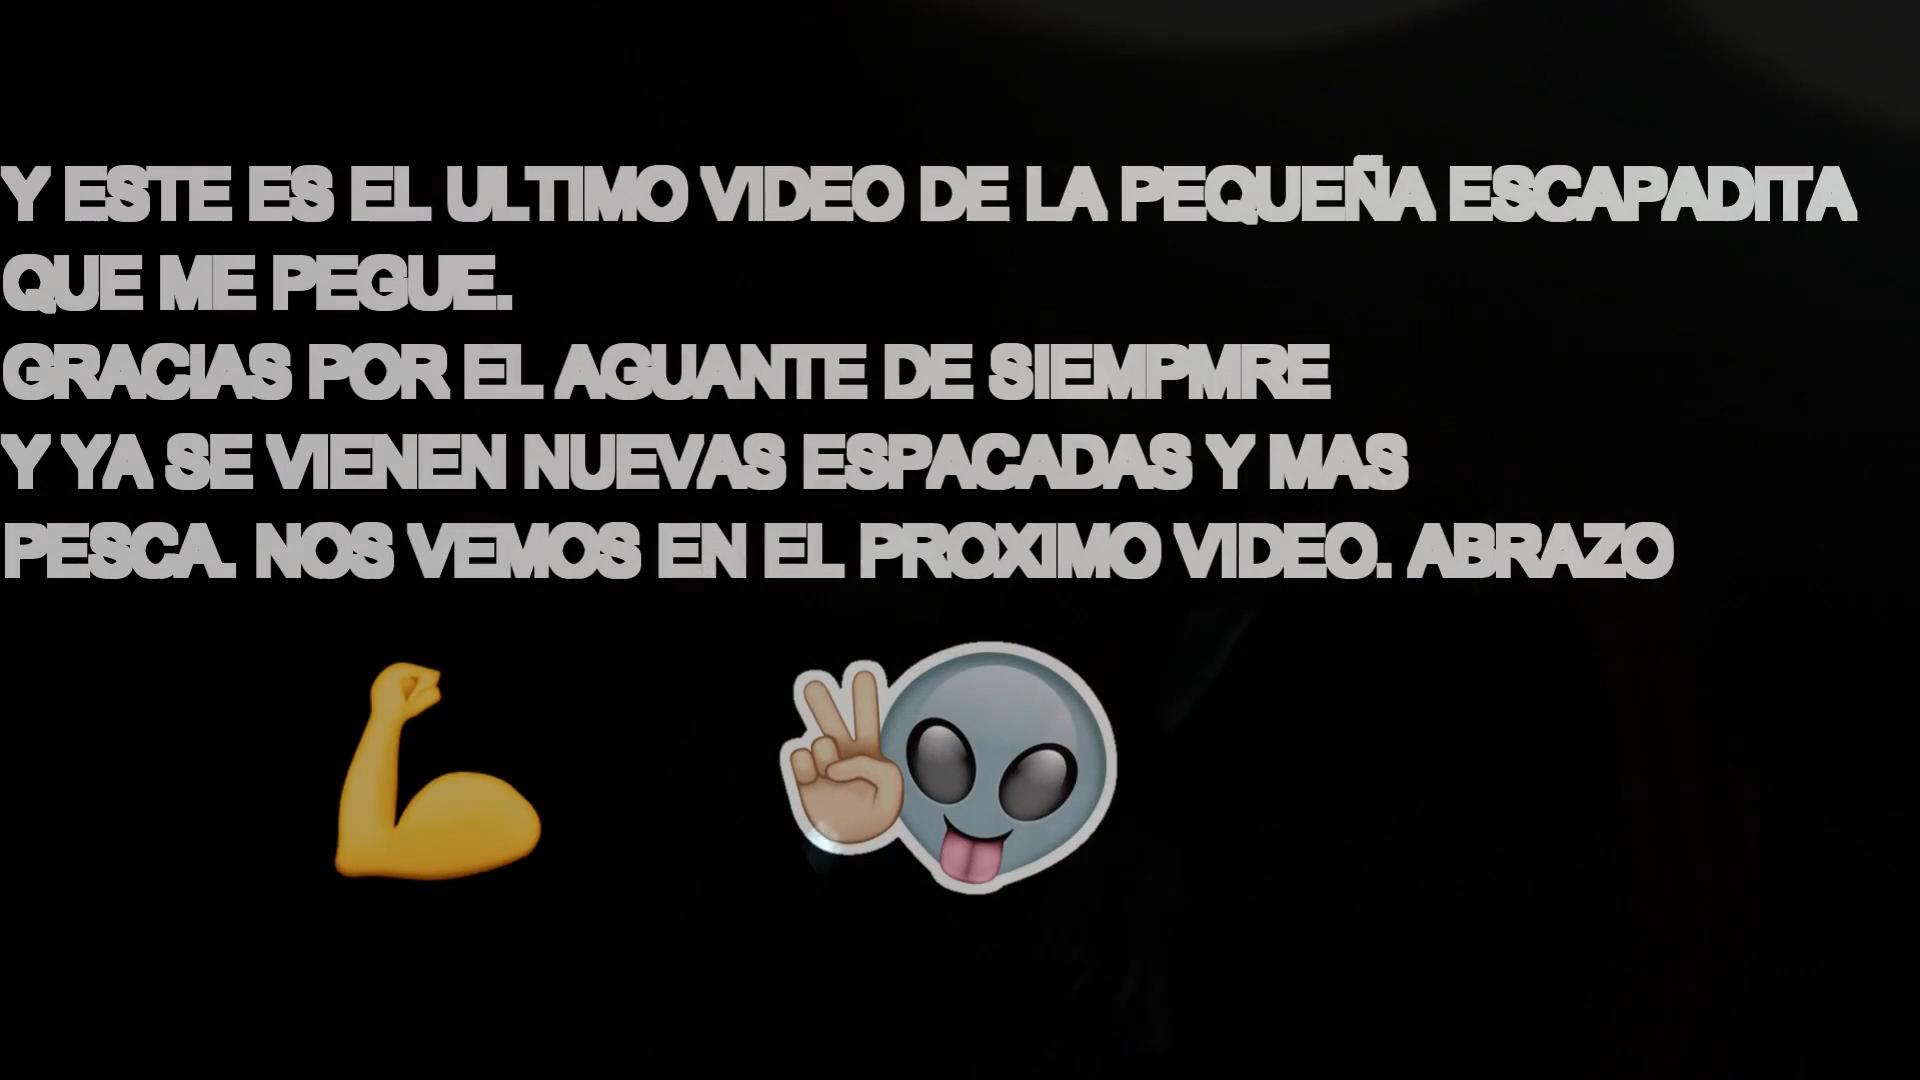 Y ESTE ES EL ULTIMO VIDEO DE LA PEQUEÑA ESCAPADITA
QUE ME PEGUE.
GRACIAS POR EL AGUANTE DE SIEMPMRE
Y YA SE VIENEN NUEVAS ESPACADAS Y MAS
PESCA. NOS VEMOS EN EL PROXIMO VIDEO. ABRAZO